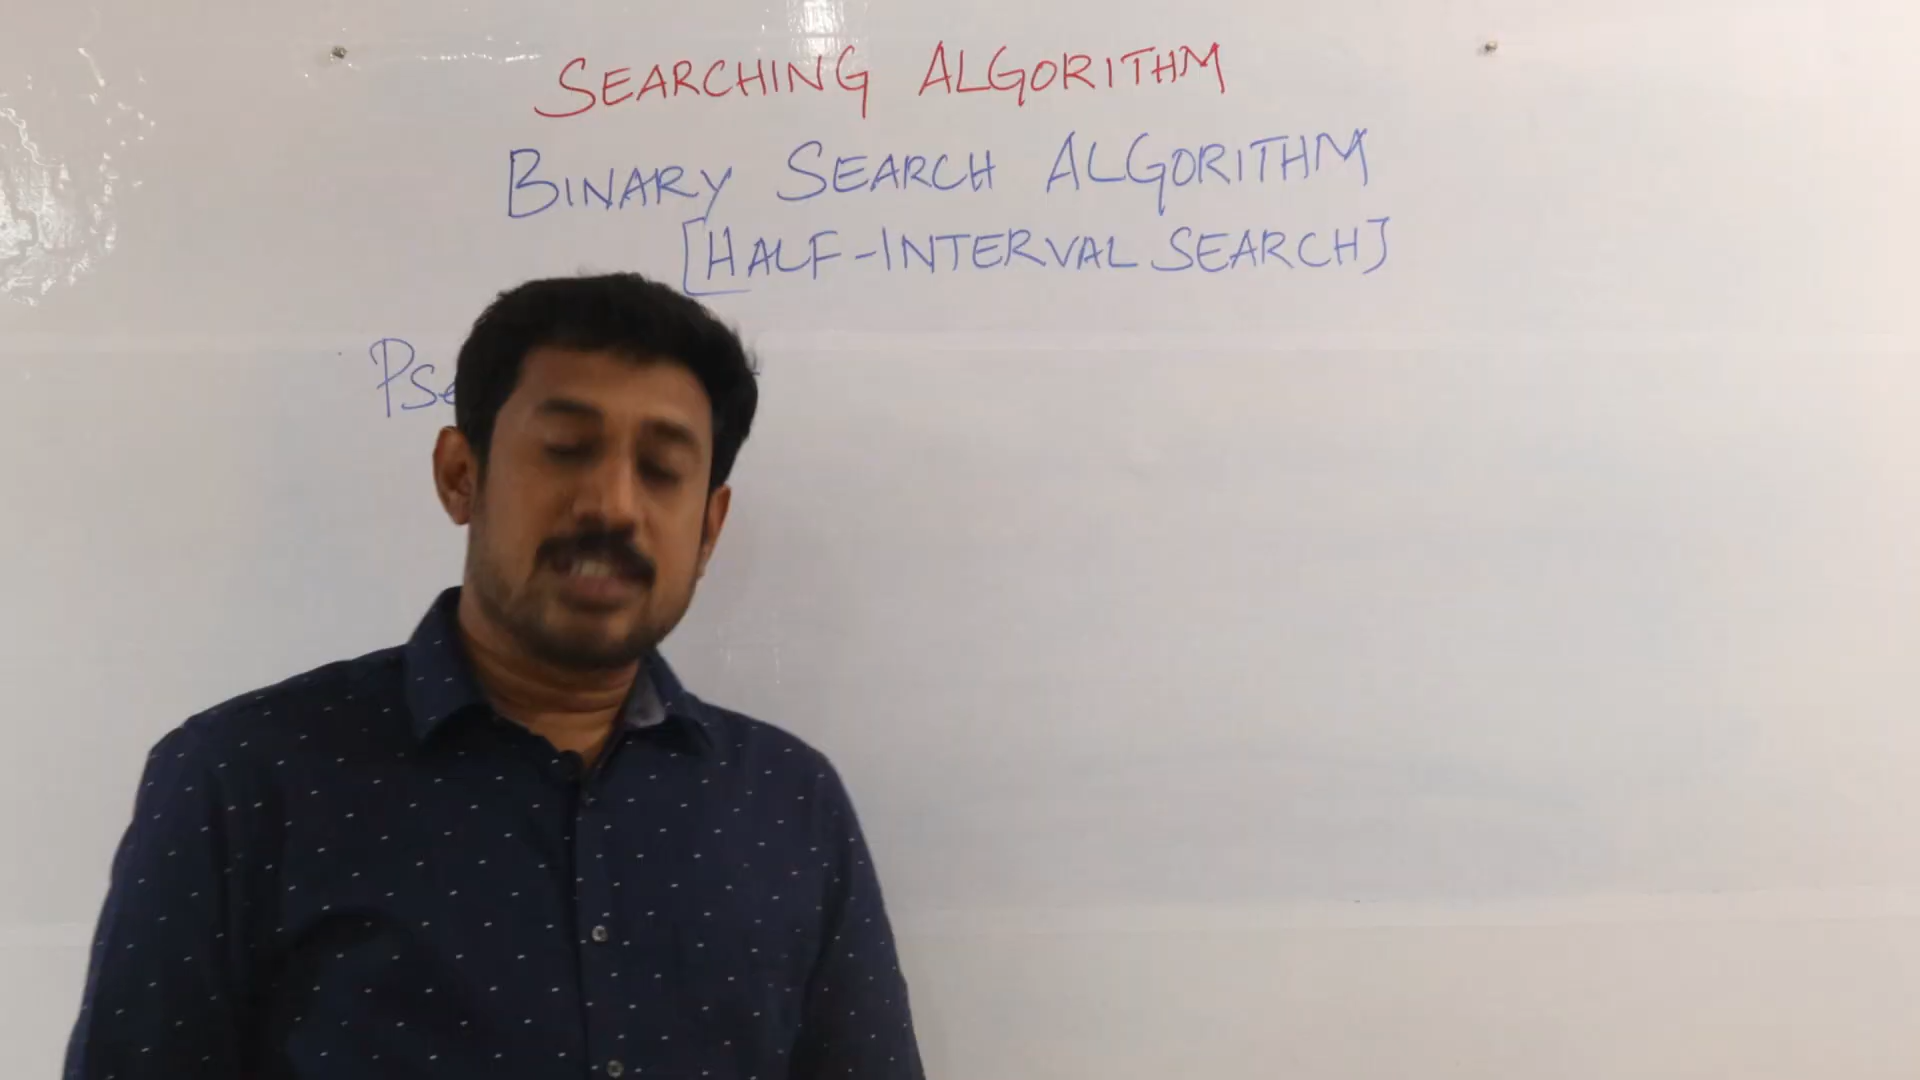 SEARCHING ALGORITHM
BINARY SEARCH ALGORITHM
[HALF-INTERVAL SEARCH]